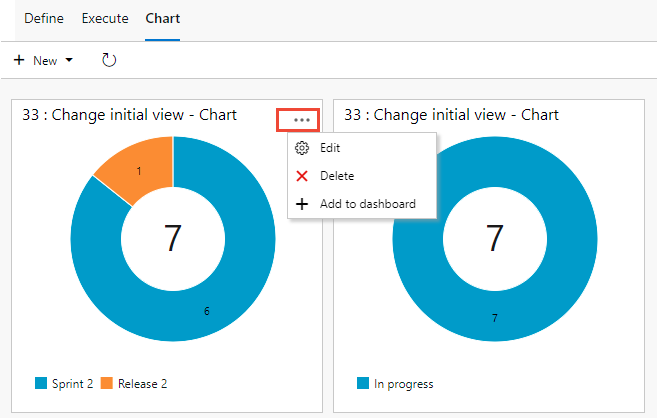 Define Execute Chart
+ New
33 : Change initial view - Chart
1
7
6
Sprint 2 Release 2
Edit
Delete
Add to dashboard
33 : Change initial view - Chart
7
7
In progress